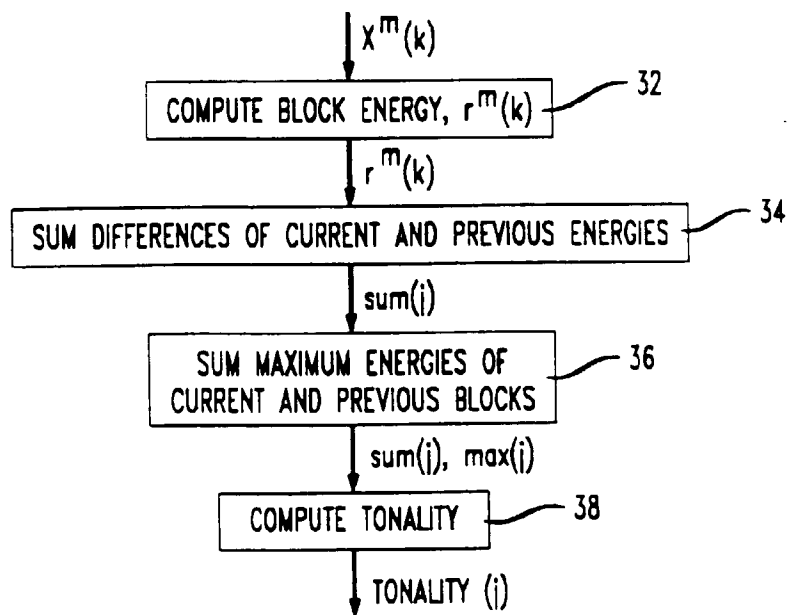 X^m(k)
COMPUTE BLOCK ENERGY, r^m(k)
32
r^m(k)
SUM DIFFERENCES OF CURRENT AND PREVIOUS ENERGIES
34
sum(j)
SUM MAXIMUM ENERGIES OF
CURRENT AND PREVIOUS BLOCKS
36
sum(j), max(j)
COMPUTE TONALITY
38
TONALITY (j)